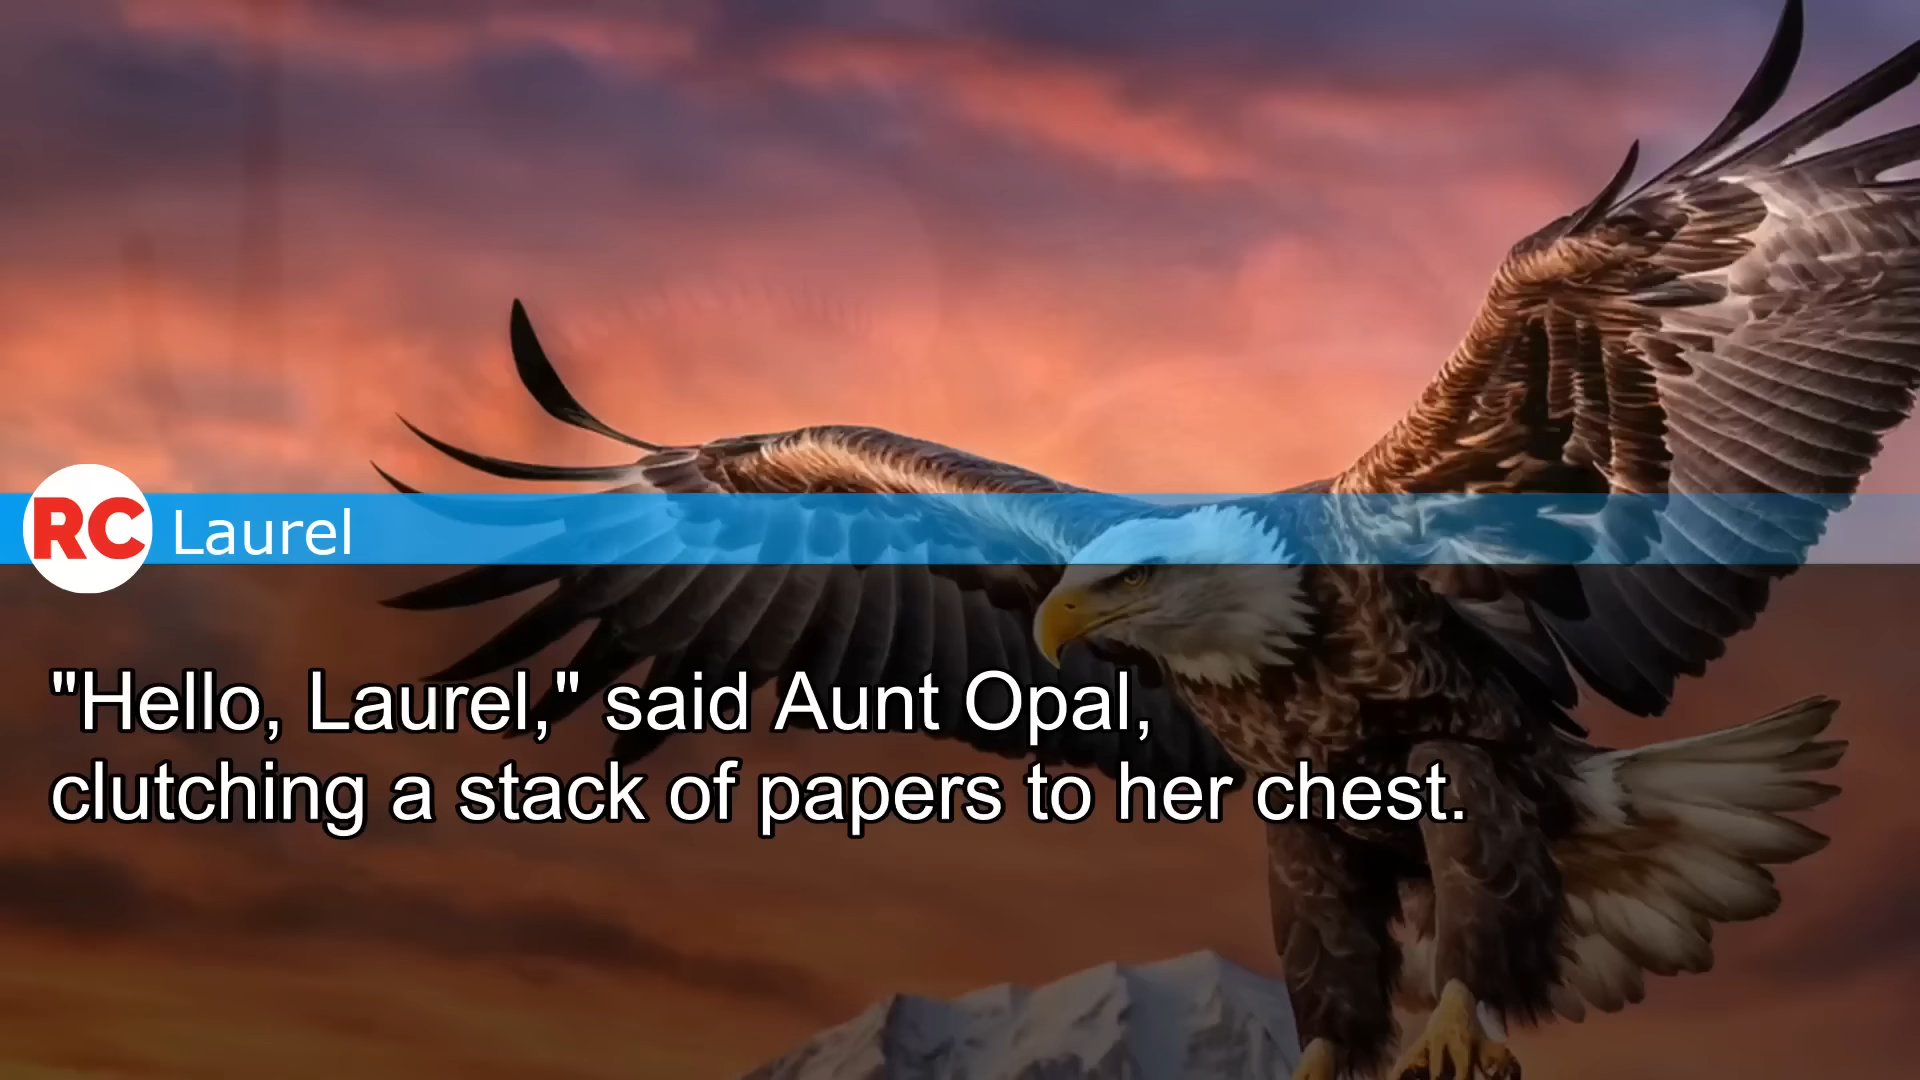 RC Laurel
"Hello, Laurel," said Aunt Opal,
clutching a stack of papers to her chest.